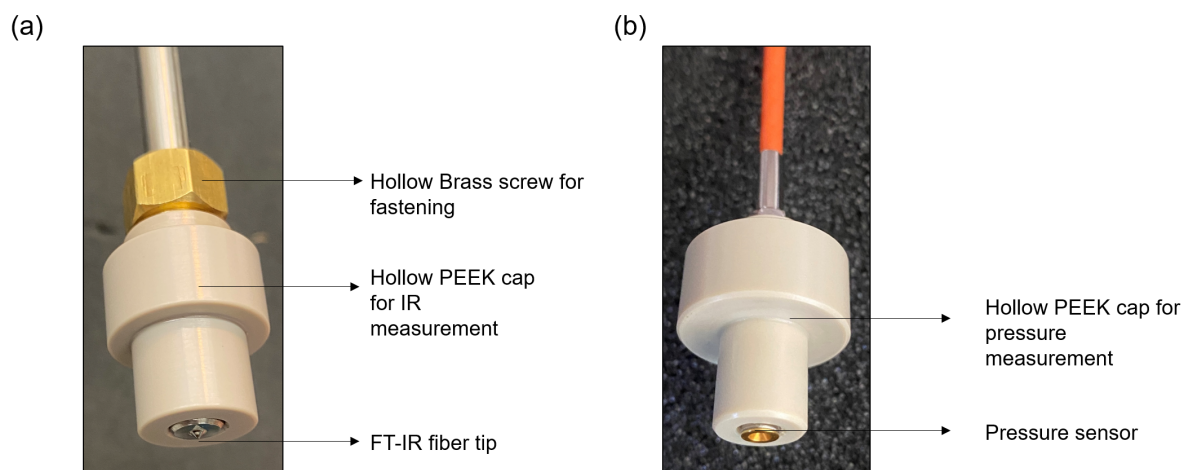 (a)
Hollow Brass screw for
fastening
Hollow PEEK cap
for IR
measurement
FT-IR fiber tip
(b)
Hollow PEEK cap for
pressure
measurement
Pressure sensor